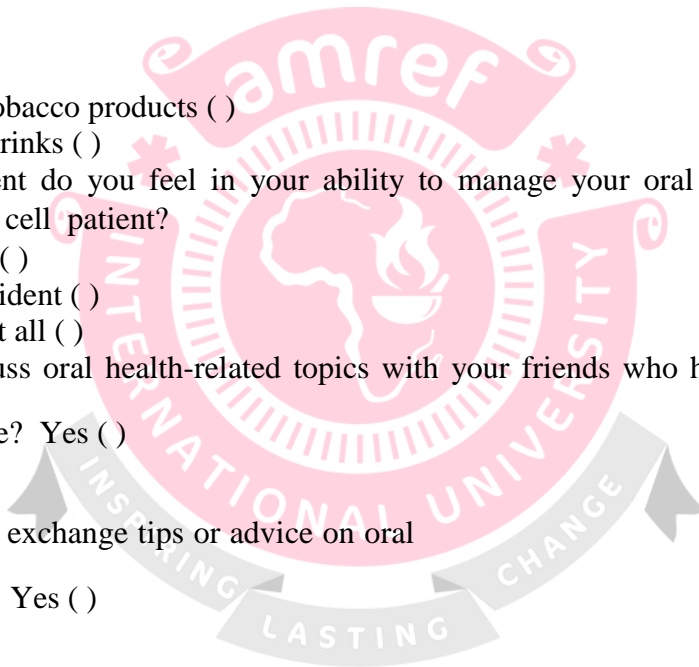 amref
obacco products ( )
rinks ( )
ent do you feel in your ability to manage your oral
cell patient?
( )
ident ( )
t all ( )
uss oral health-related topics with your friends who h
e? Yes ( )
exchange tips or advice on oral
Yes ( )
INTERNATIONAL UNIVERSITY
INSPIRING LASTING CHANGE